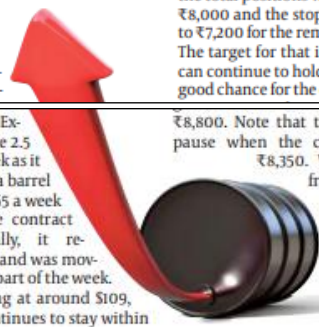 ₹8,000 and the stop
to ₹7,200 for the rem
The target for that i
can continue to hold
good chance for the
₹8,800. Note that t
pause when the c
₹8,350.
fr
Ex-
e 2.5
ek as it
a barrel
5 a week
e contract
lly, it re-
and was mov-
part of the week.
ng at around $109,
tinues to stay within